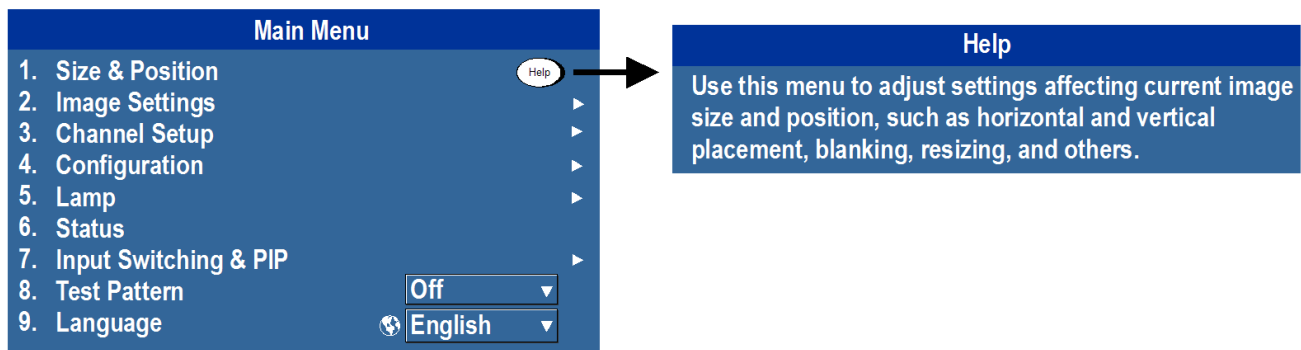 Main Menu
1. Size & Position Help
2. Image Settings
3. Channel Setup
4. Configuration
5. Lamp
6. Status
7. Input Switching & PIP
8. Test Pattern Off
9. Language English
Help
Use this menu to adjust settings affecting current image
size and position, such as horizontal and vertical
placement, blanking, resizing, and others.